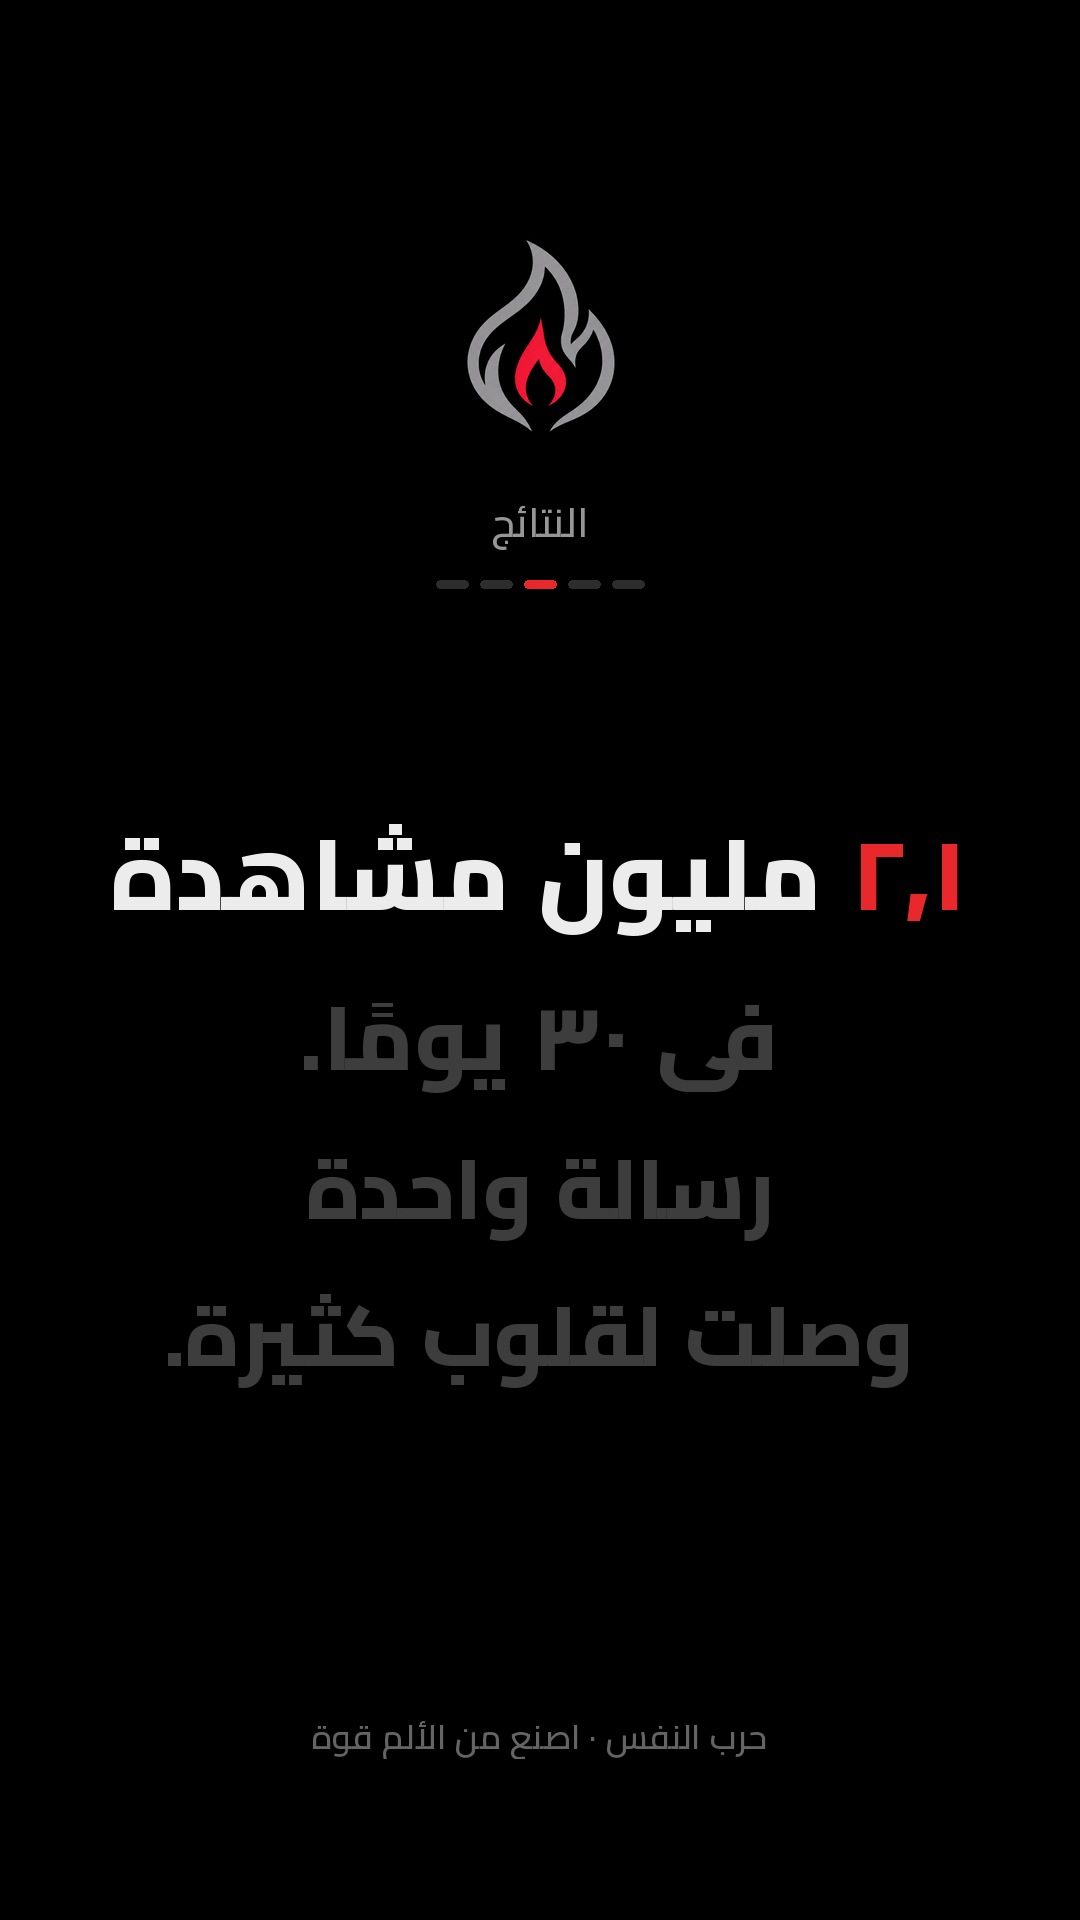 النتائج
٢,١ مليون مشاهدة
في ٣٠ يومًا.
رسالة واحدة
وصلت لقلوب كثيرة.
حرب النفس · اصنع من الألم قوة